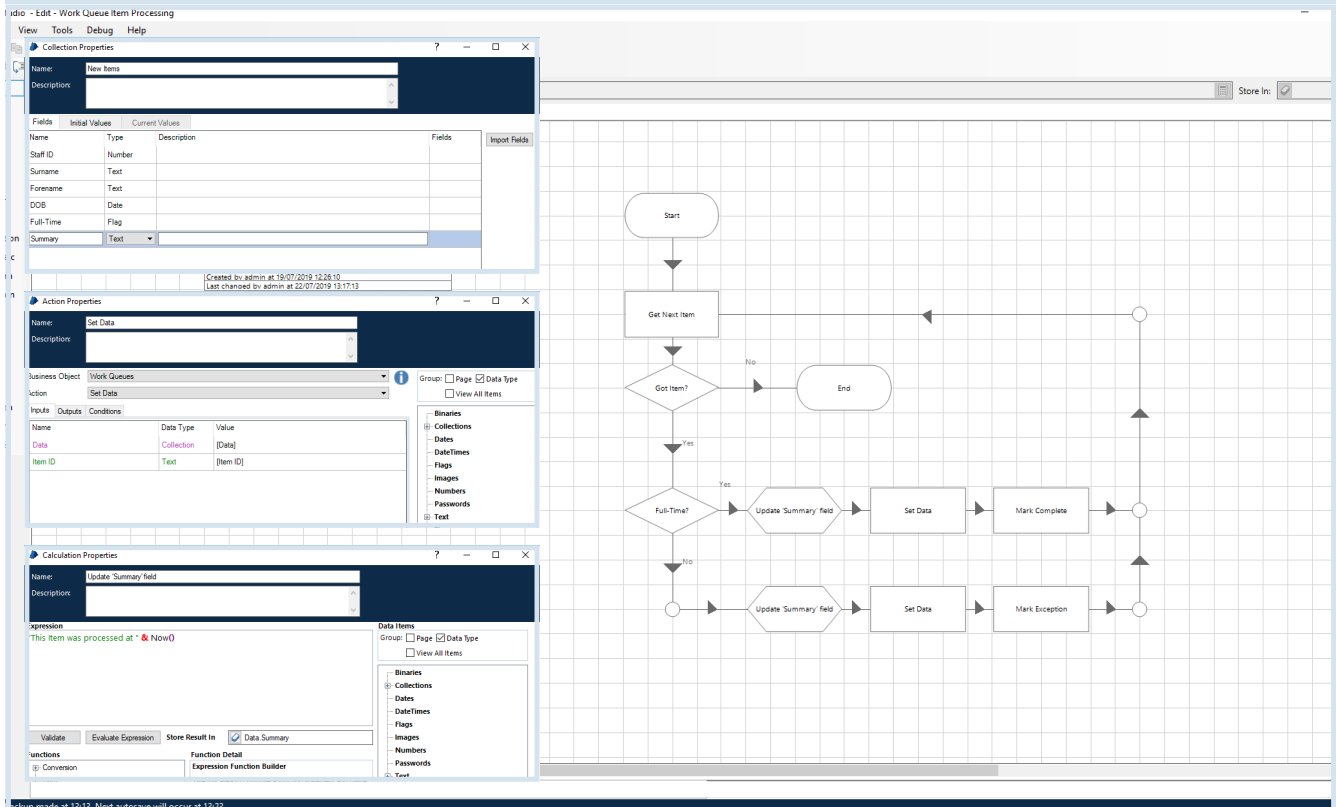 dio - Edit - Work Queue Item Processing
View Tools Debug Help
Collection Properties ? – □ X
Name: New Items
Description:
Fields Initial Values Current Values
Name Type Description Fields Import Fields
Staff ID Number
Surname Text
Forename Text
DOB Date
Full-Time Flag
Summary Text
Created by admin at 19/07/2019 12:26:10
Last changed by admin at 22/07/2019 13:17:13
Action Properties ? – □ X
Name: Set Data
Description:
Business Object Work Queues
Action Set Data
Group: Page Data Type
View All Items
Inputs Outputs Conditions
Name Data Type Value
Data Collection [Data]
Item ID Text [Item ID]
Binaries
Collections
Dates
DateTimes
Flags
Images
Numbers
Passwords
Text
Calculation Properties ? – □ X
Name: Update 'Summary' field
Description:
Expression
"This item was processed at " & Now()
Data Items
Group: Page Data Type
View All Items
Binaries
Collections
Dates
DateTimes
Flags
Images
Numbers
Passwords
Text
Validate Evaluate Expression Store Result In Data.Summary
Functions Function Detail
Conversion Expression Function Builder
Store In:
Start
Get Next Item
Got Item?
No
End
Yes
Full-Time?
Yes
Update 'Summary' field
Set Data
Mark Complete
No
Update 'Summary' field
Set Data
Mark Exception
ackup made at 13:13. Next autosave will occur at 13:23